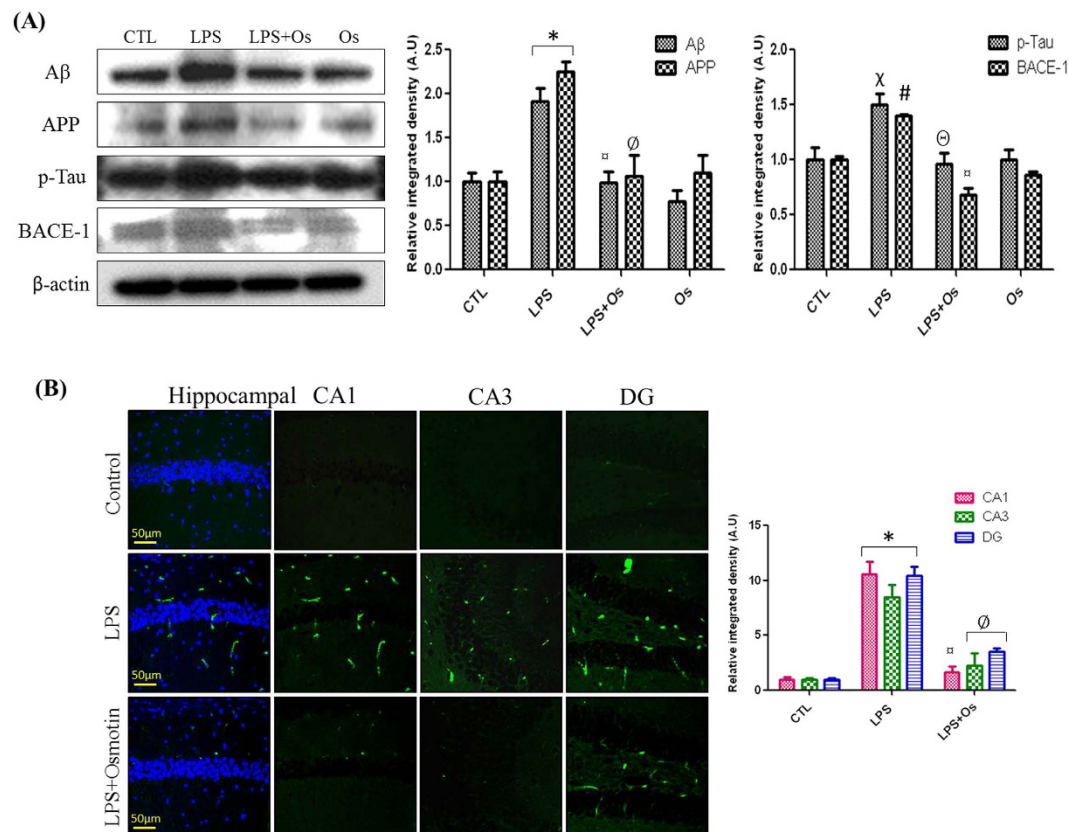 (A)
CTL LPS LPS+Os Os
Aβ
APP
p-Tau
BACE-1
β-actin
Relative integrated density (A.U)
2.5
2.0
1.5
1.0
0.5
0.0
*
¤ Ø
Aβ
APP
CTL LPS LPS+Os Os
Relative integrated density (A.U)
2.5
2.0
1.5
1.0
0.5
0.0
χ #
Θ ¤
p-Tau
BACE-1
CTL LPS LPS+Os Os
(B)
Hippocampal CA1 CA3 DG
Control
50μm
LPS
50μm
LPS+Osmotin
50μm
Relative integrated density (A.U)
15
10
5
0
*
¤ Ø
CA1
CA3
DG
CTL LPS LPS+Os